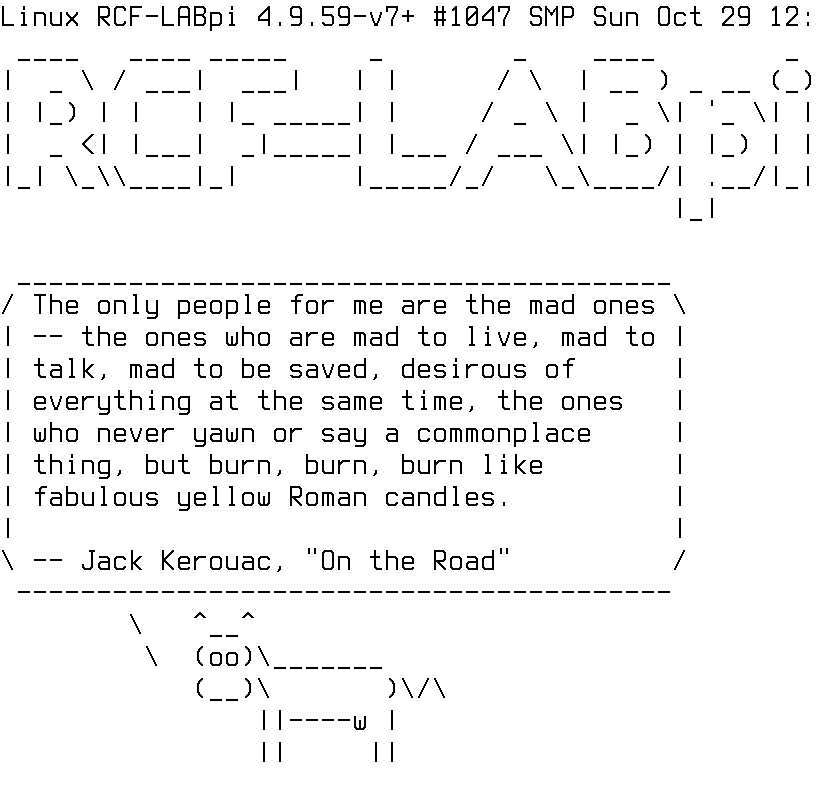 Linux RCF-LABpi 4.9.59-v7+ #1047 SMP Sun Oct 29 12:
RCF-LABpi
The only people for me are the mad ones
-- the ones who are mad to live, mad to
talk, mad to be saved, desirous of
everything at the same time, the ones
who never yawn or say a commonplace
thing, but burn, burn, burn like
fabulous yellow Roman candles.
-- Jack Kerouac, "On the Road"